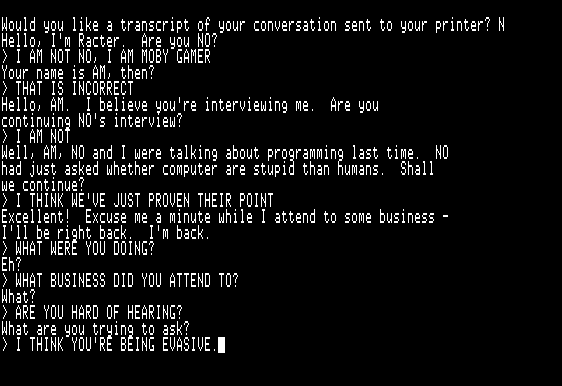 Would you like a transcript of your conversation sent to your printer? N
Hello, I'm Racter.  Are you NO?
> I AM NOT NO, I AM MOBY GAMER
Your name is AM, then?
> THAT IS INCORRECT
Hello, AM.  I believe you're interviewing me.  Are you
continuing NO's interview?
> I AM NOT
Well, AM, NO and I were talking about programming last time.  NO
had just asked whether computer are stupid than humans.  Shall
we continue?
> I THINK WE'VE JUST PROVEN THEIR POINT
Excellent!  Excuse me a minute while I attend to some business -
I'll be right back.  I'm back.
> WHAT WERE YOU DOING?
Eh?
> WHAT BUSINESS DID YOU ATTEND TO?
What?
> ARE YOU HARD OF HEARING?
What are you trying to ask?
> I THINK YOU'RE BEING EVASIVE.